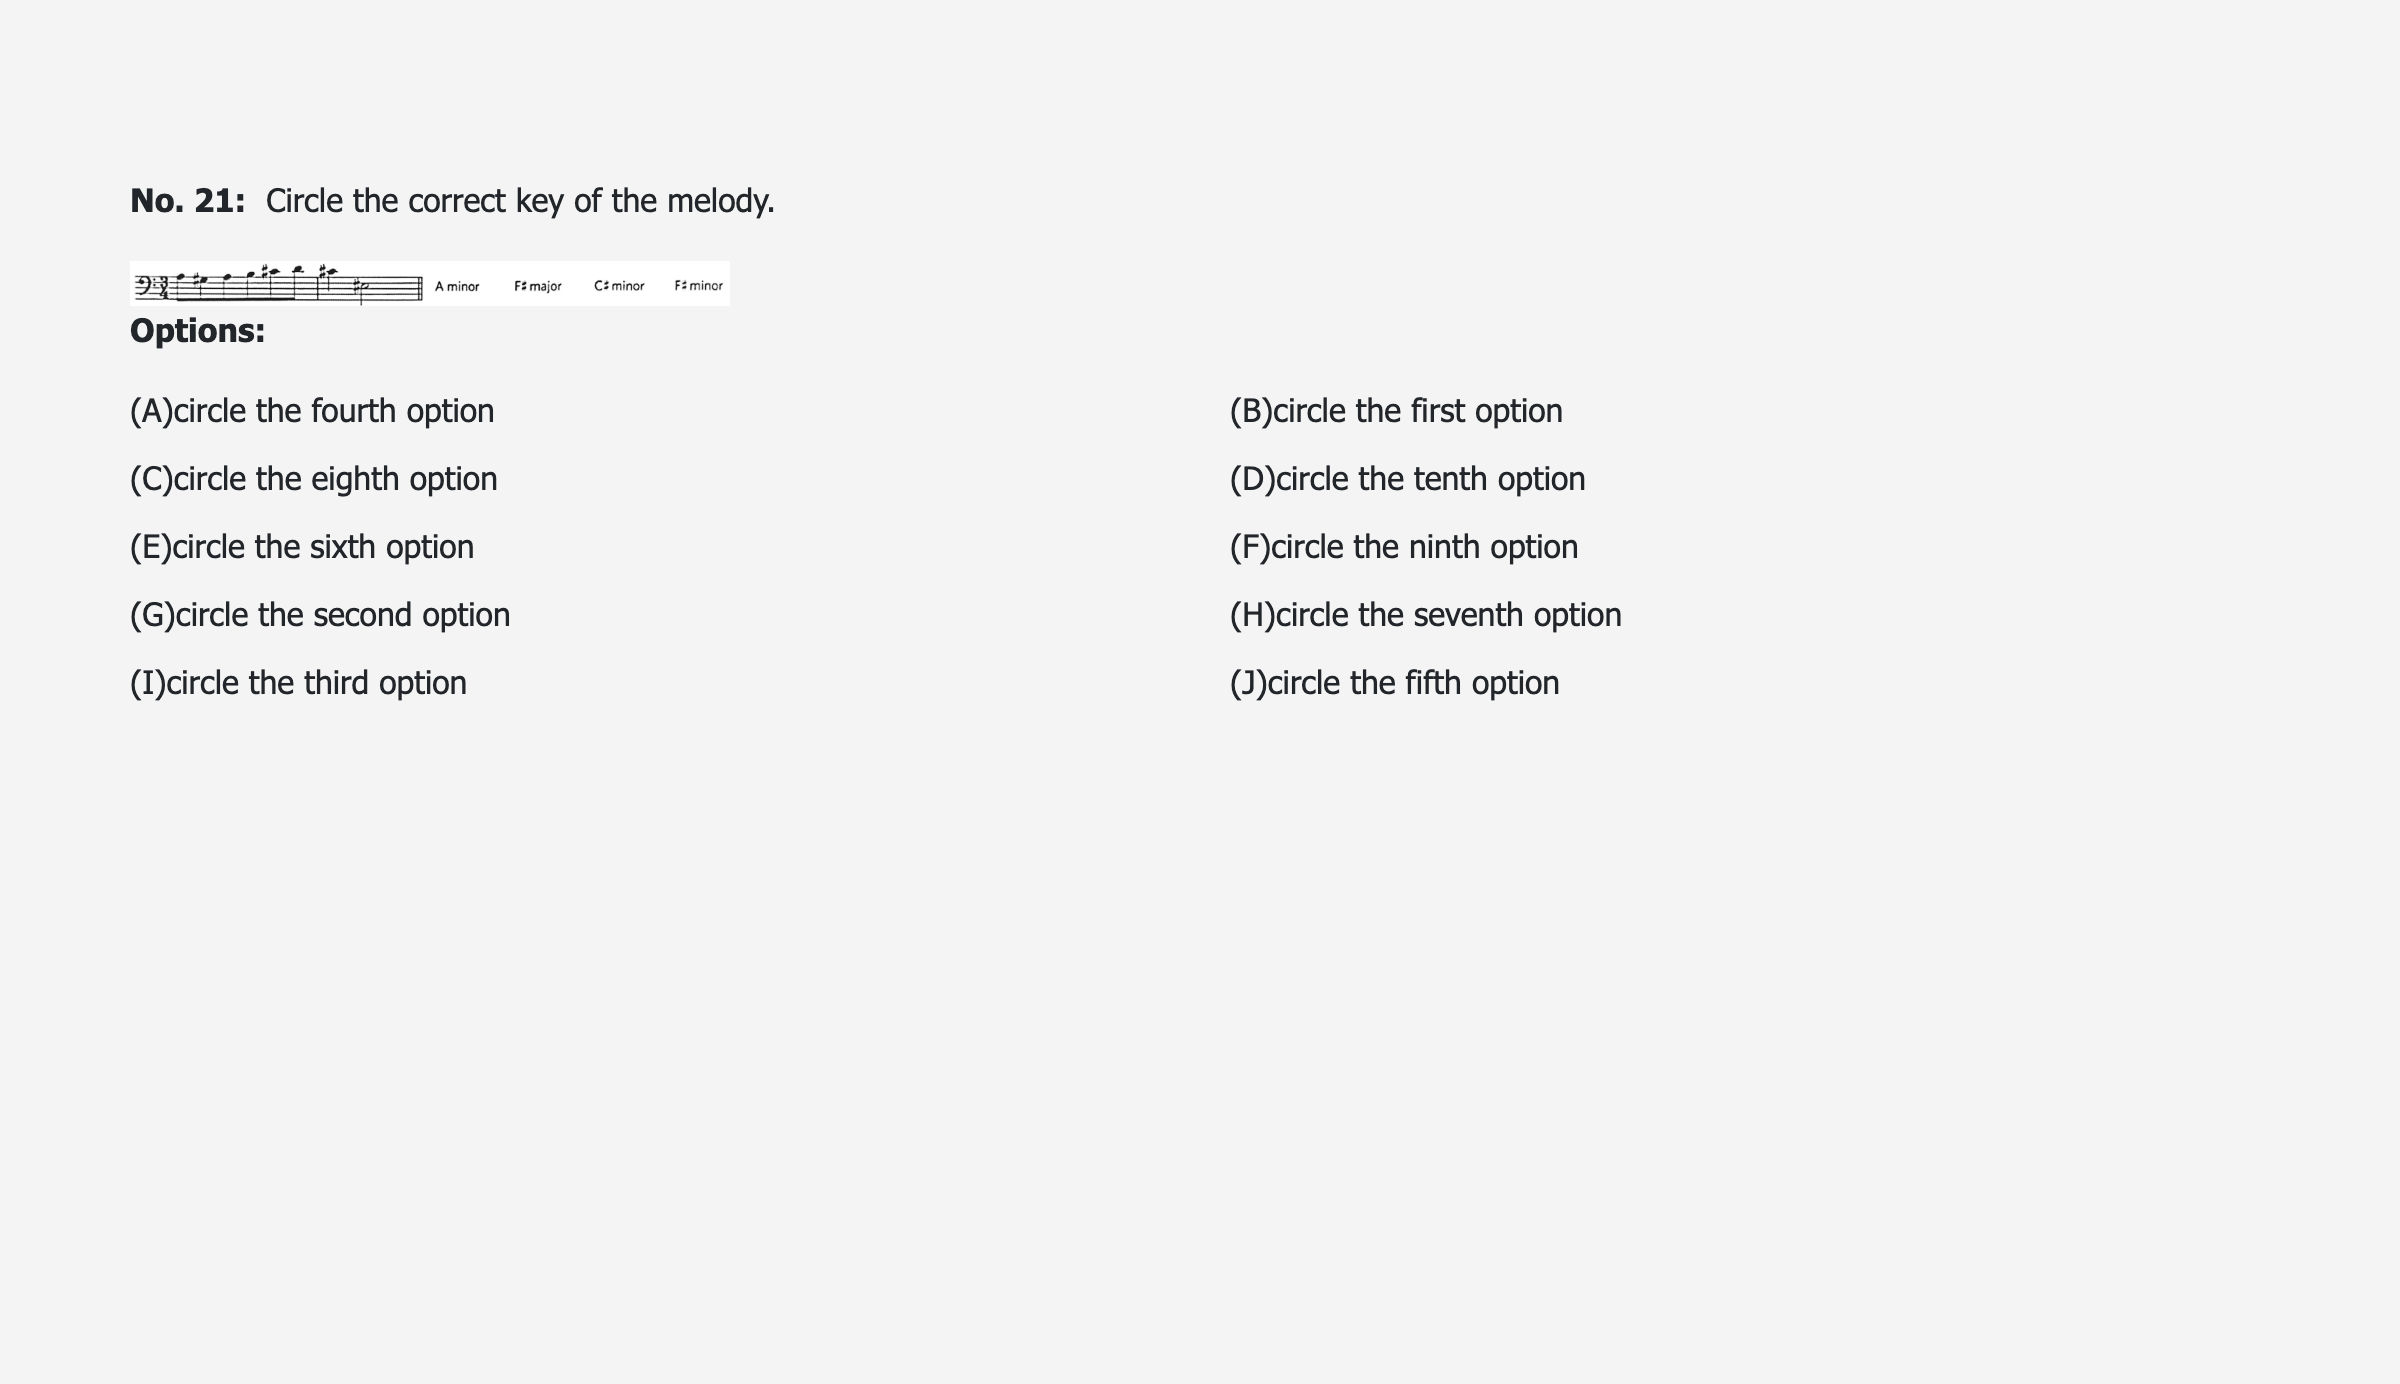 No. 21: Circle the correct key of the melody.
3
4
A minor F♯ major C♯ minor F♯ minor
Options:
(A)circle the fourth option (B)circle the first option
(C)circle the eighth option (D)circle the tenth option
(E)circle the sixth option (F)circle the ninth option
(G)circle the second option (H)circle the seventh option
(I)circle the third option (J)circle the fifth option